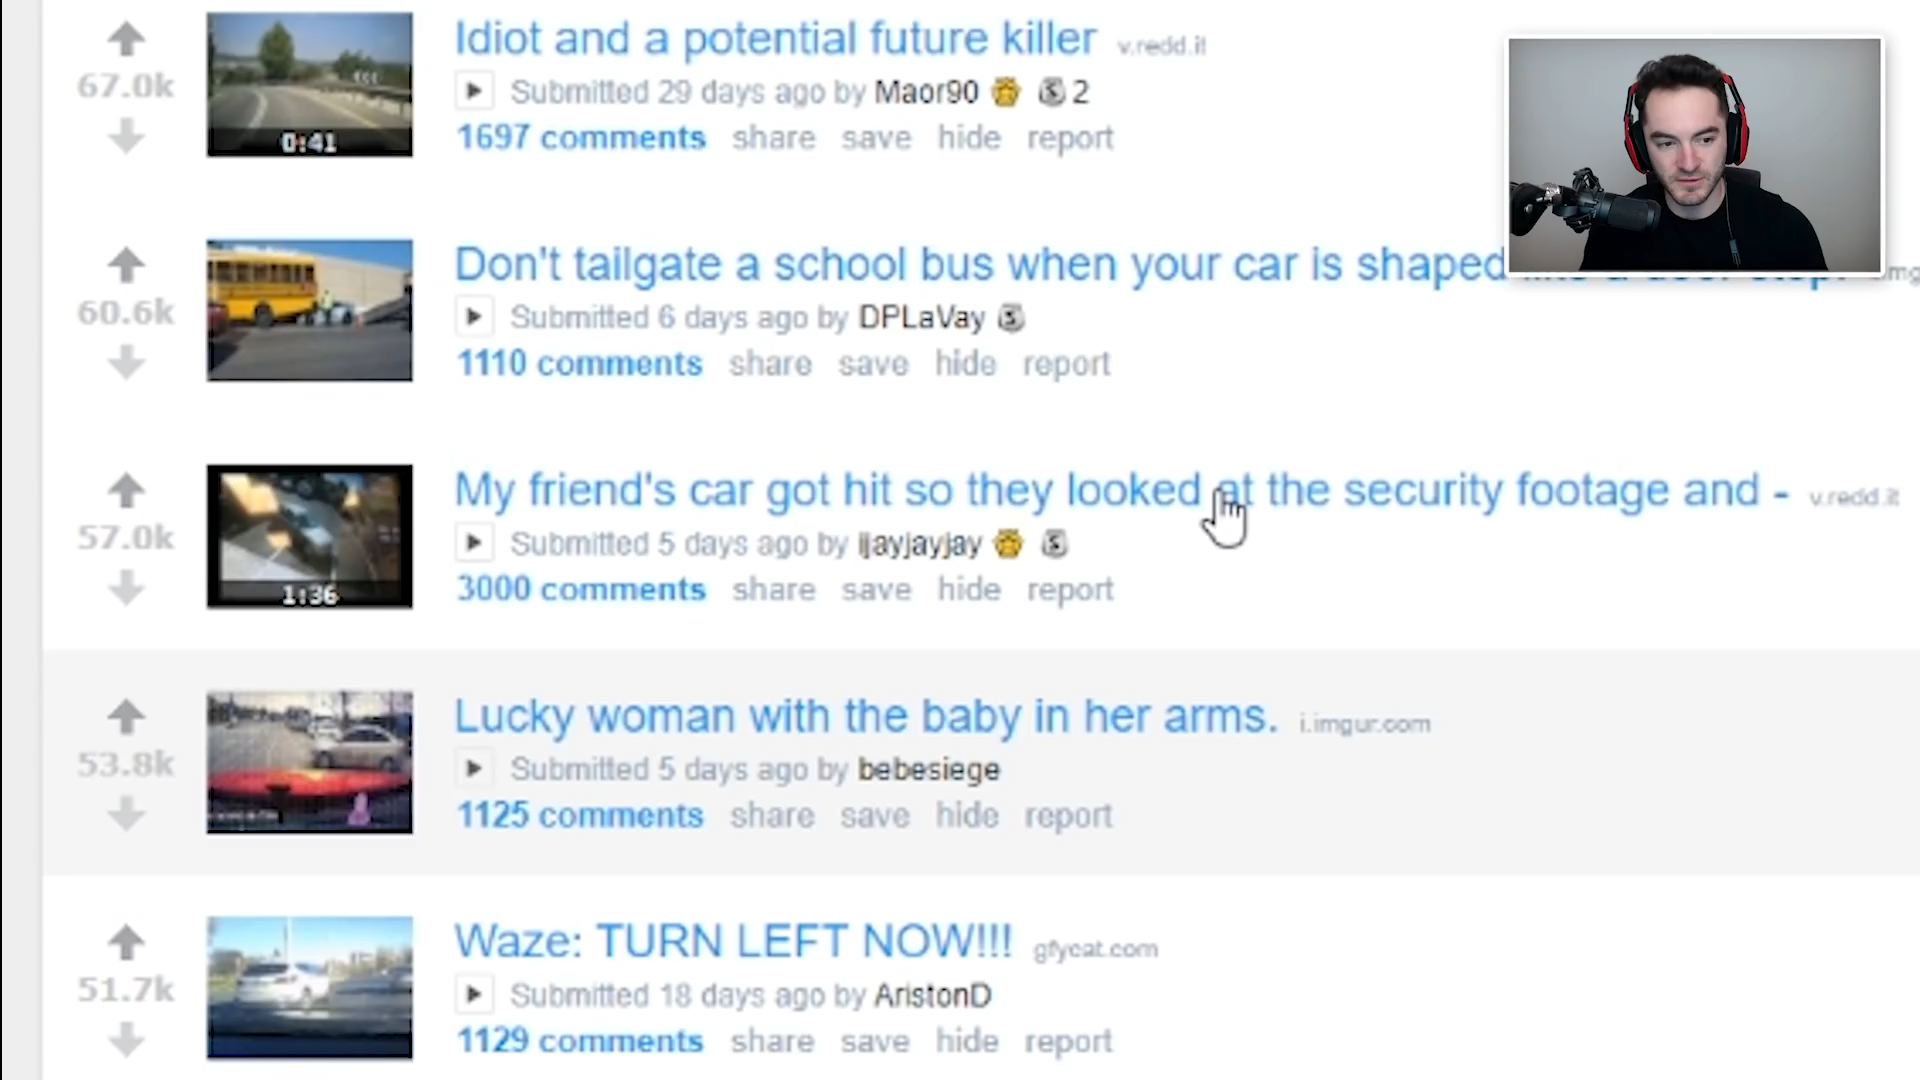 67.0k
0:41
Idiot and a potential future killer v.redd.it
Submitted 29 days ago by Maor90 2
1697 comments share save hide report
60.6k
Don't tailgate a school bus when your car is shaped
Submitted 6 days ago by DPLaVay
1110 comments share save hide report
57.0k
1:36
My friend's car got hit so they looked at the security footage and - v.redd.it
Submitted 5 days ago by ijayjayjay
3000 comments share save hide report
53.8k
Lucky woman with the baby in her arms. i.imgur.com
Submitted 5 days ago by bebesiege
1125 comments share save hide report
51.7k
Waze: TURN LEFT NOW!!! gfycat.com
Submitted 18 days ago by AristonD
1129 comments share save hide report